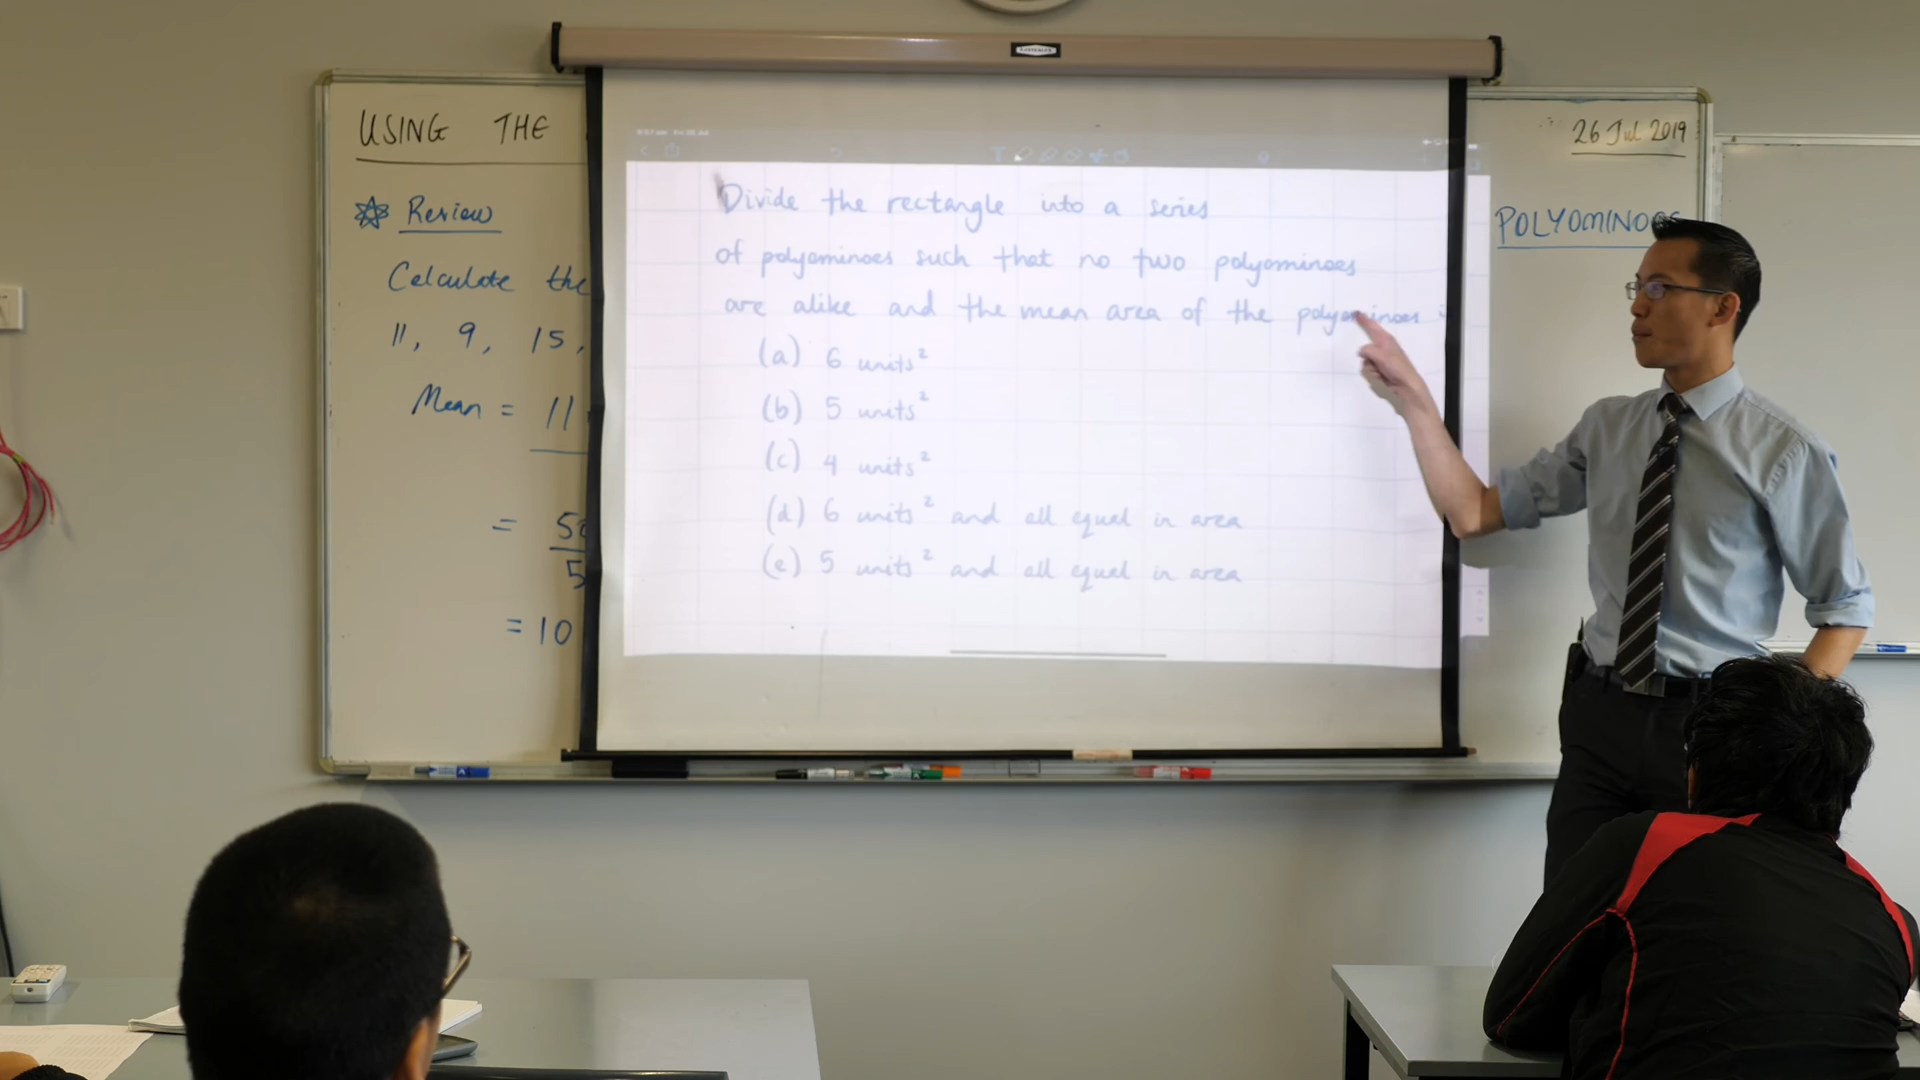 USING THE
26 Jul 2019
Review
POLYOMINOES
Calculate the
11, 9, 15,
Mean = 11
= 50
5
= 10
Divide the rectangle into a series
of polyominoes such that no two polyominoes
are alike and the mean area of the polyominoes
(a) 6 units²
(b) 5 units²
(c) 4 units²
(d) 6 units² and all equal in area
(e) 5 units² and all equal in area